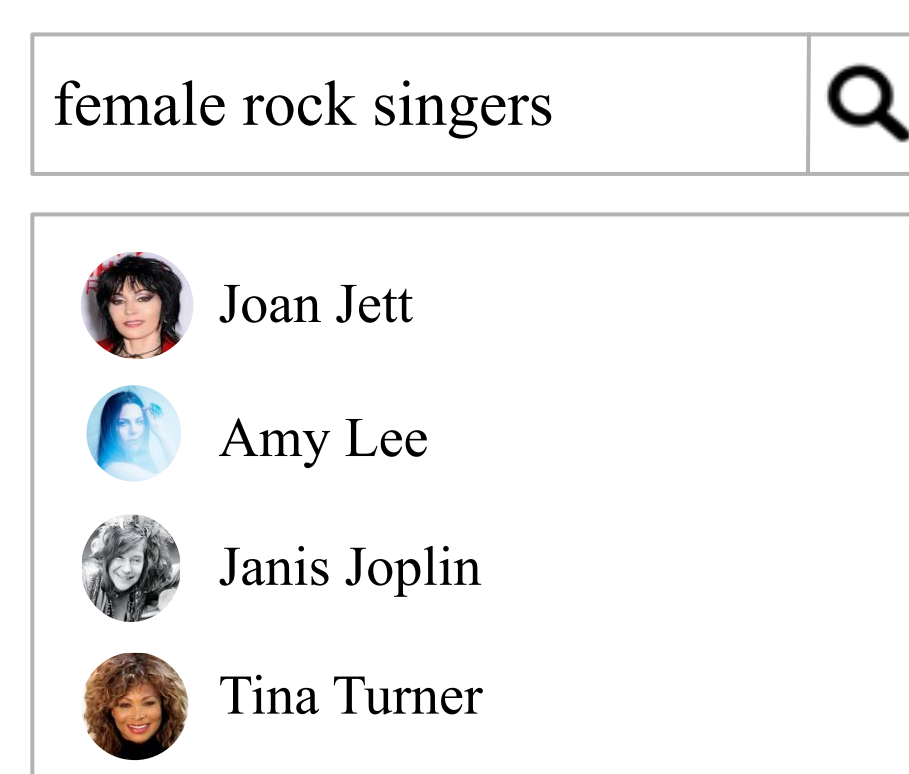 female rock singers
Joan Jett
Amy Lee
Janis Joplin
Tina Turner